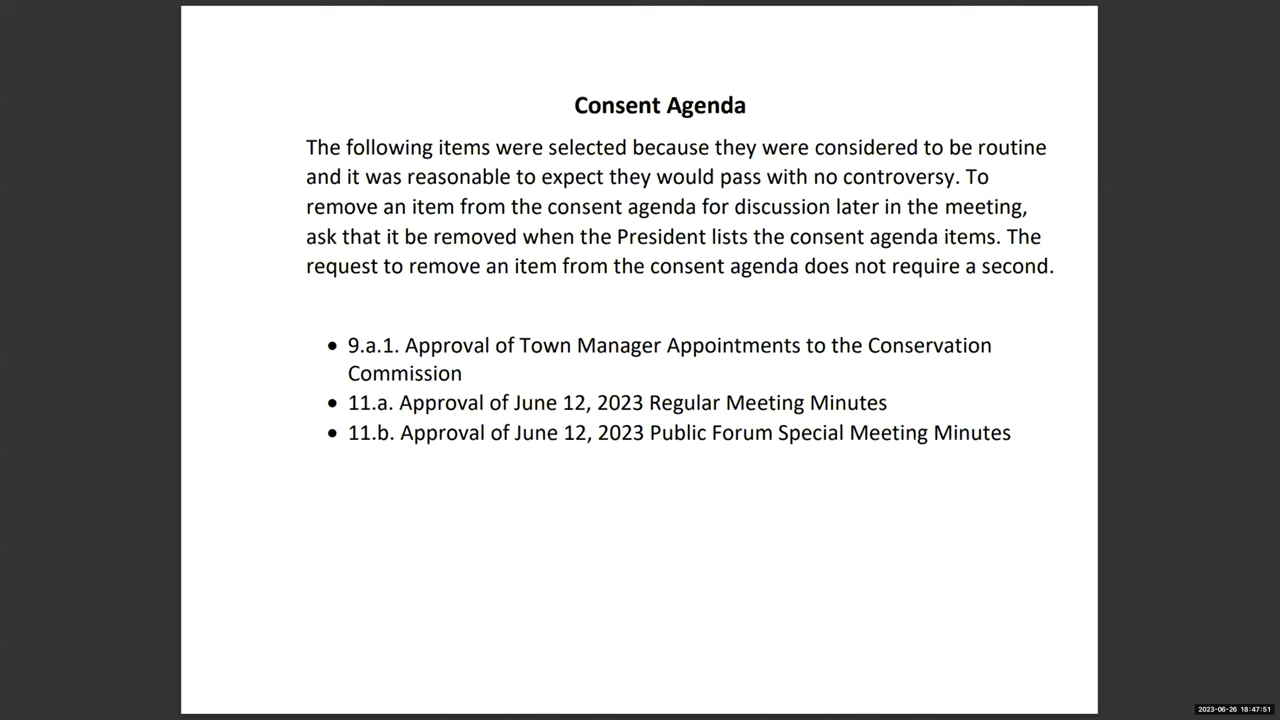 Consent Agenda
The following items were selected because they were considered to be routine
and it was reasonable to expect they would pass with no controversy. To
remove an item from the consent agenda for discussion later in the meeting,
ask that it be removed when the President lists the consent agenda items. The
request to remove an item from the consent agenda does not require a second.
• 9.a.1. Approval of Town Manager Appointments to the Conservation
Commission
• 11.a. Approval of June 12, 2023 Regular Meeting Minutes
• 11.b. Approval of June 12, 2023 Public Forum Special Meeting Minutes
2023-06-26 18:47:51